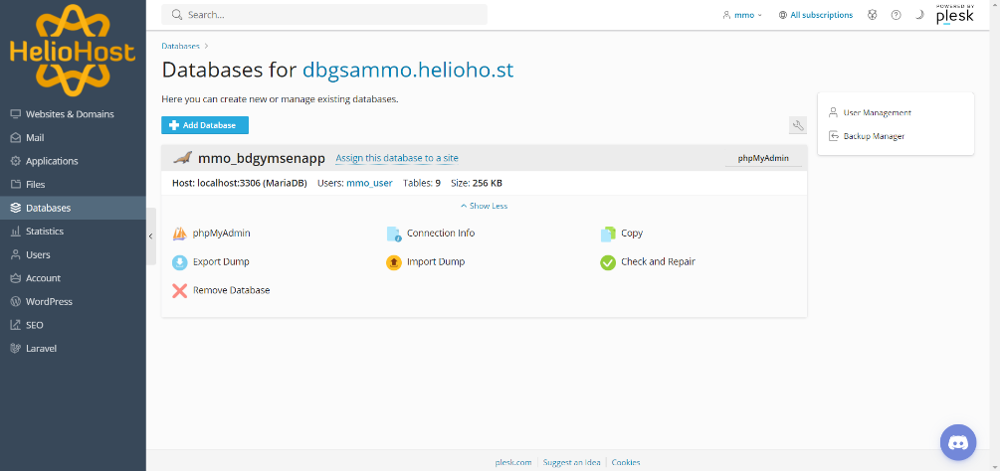 HelioHost
Search...
mmo
All subscriptions
POWERED BY
plesk
Websites & Domains
Mail
Applications
Files
Databases
Statistics
Users
Account
WordPress
SEO
Laravel
Databases
Databases for dbgsammo.helioho.st
Here you can create new or manage existing databases.
Add Database
mmo_bdgymsenapp Assign this database to a site phpMyAdmin
Host: localhost:3306 (MariaDB) Users: mmo_user Tables: 9 Size: 256 KB
Show Less
phpMyAdmin Connection Info Copy
Export Dump Import Dump Check and Repair
Remove Database
User Management
Backup Manager
plesk.com Suggest an idea Cookies